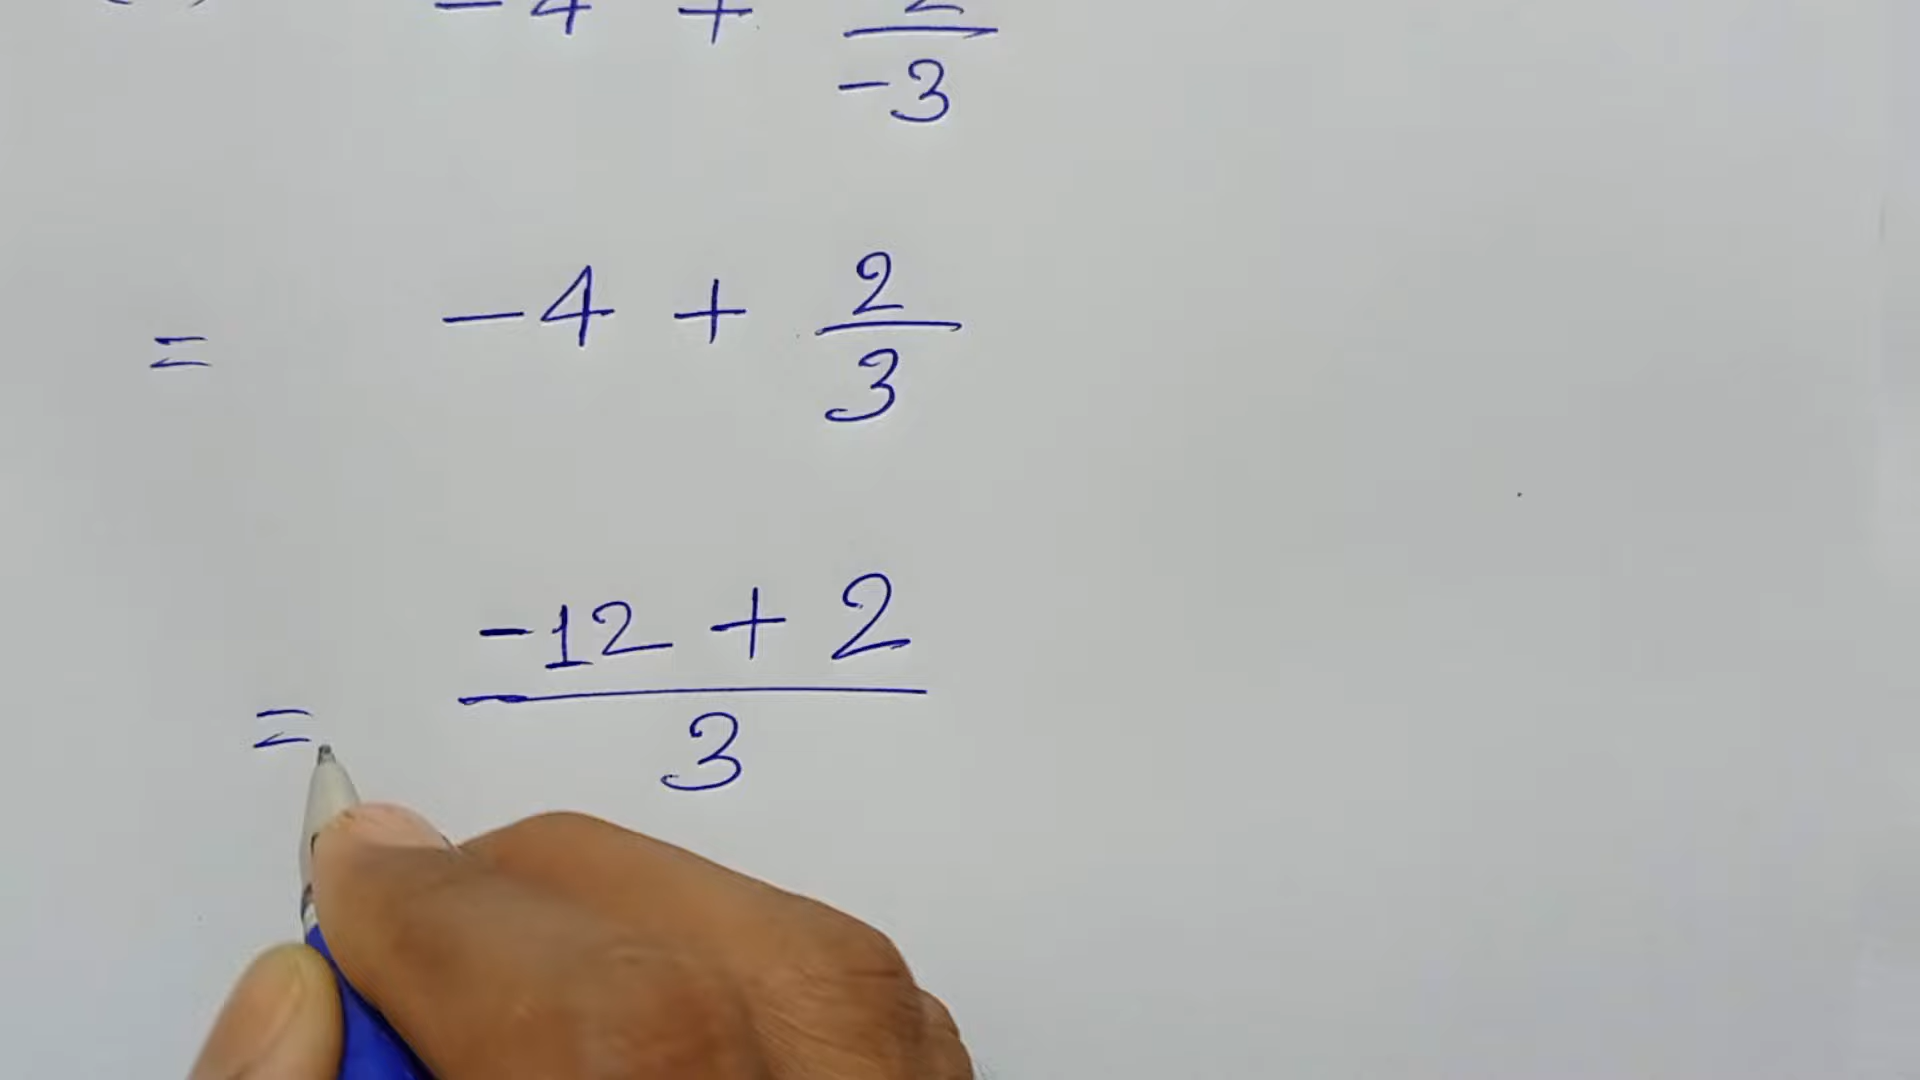 -4 + 2/-3
= -4 + 2/3
= -12 + 2/3